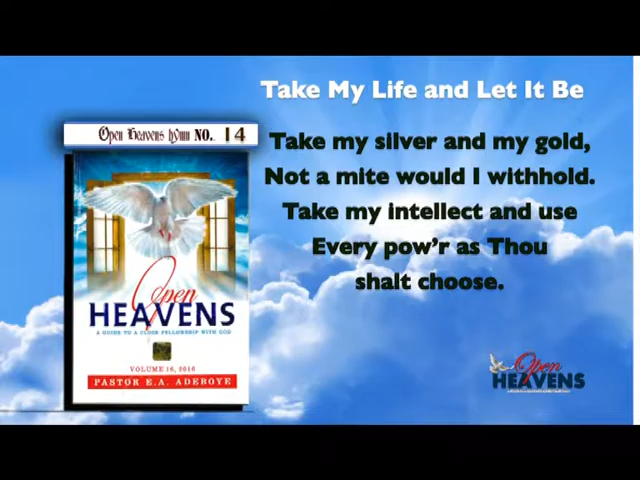 Take My Life and Let It Be
Open Heavens hymn NO. 14
Take my silver and my gold,
Not a mite would I withhold.
Take my intellect and use
Every pow'r as Thou
shalt choose.
Open
HEAVENS
A GUIDE TO A CLOSE FELLOWSHIP WITH GOD
VOLUME 16, 2016
PASTOR E.A. ADEBOYE
Open
HEAVENS